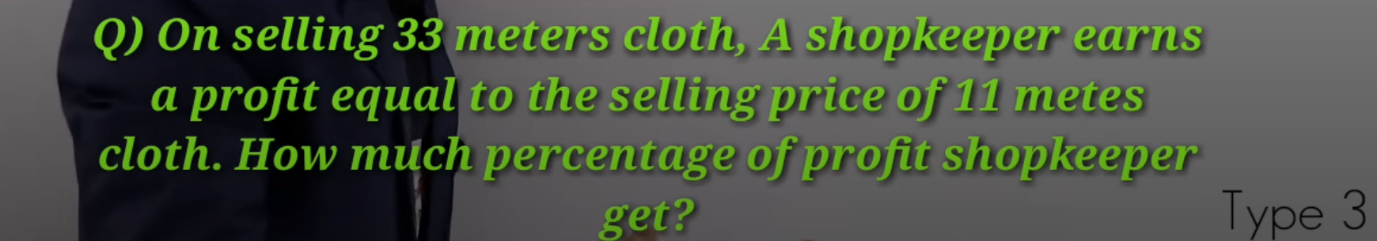 Q) On selling 33 meters cloth, A shopkeeper earns
a profit equal to the selling price of 11 metes
cloth. How much percentage of profit shopkeeper
get?
Type 3